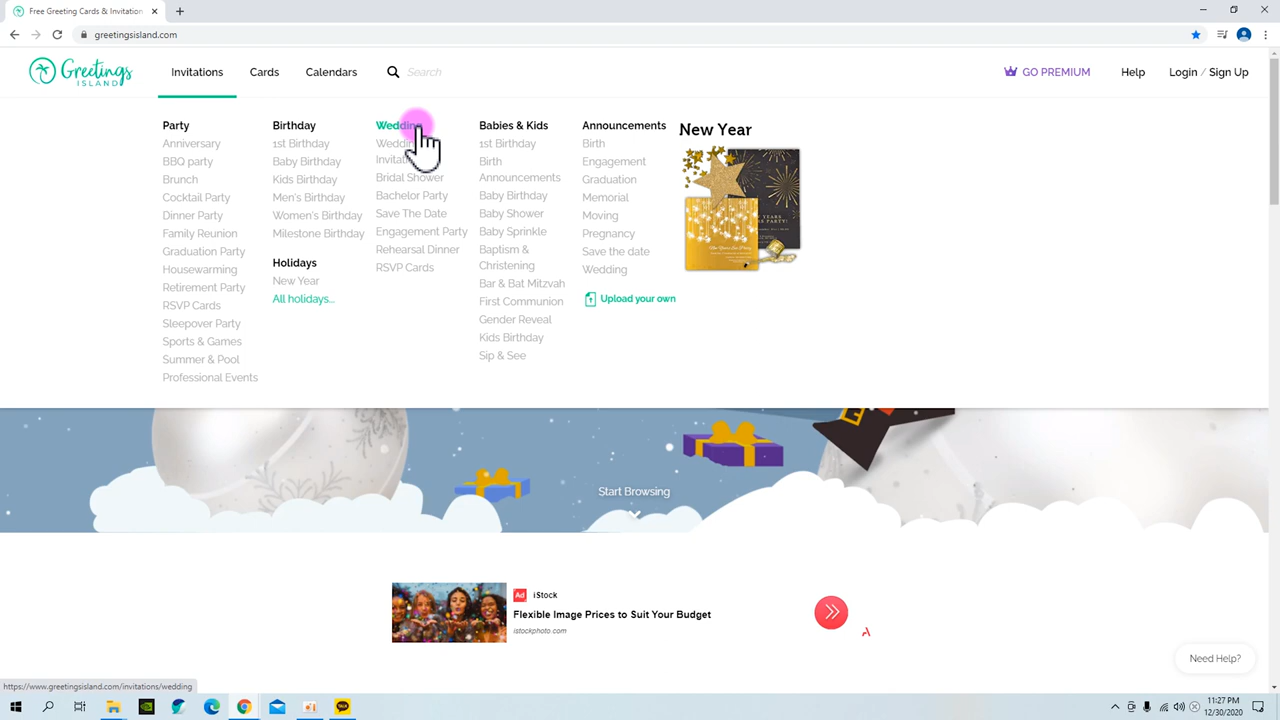 Free Greeting Cards & Invitation
greetingsisland.com
Greetings
ISLAND
Invitations
Cards
Calendars
Search
GO PREMIUM
Help
Login / Sign Up
Party
Anniversary
BBQ party
Brunch
Cocktail Party
Dinner Party
Family Reunion
Graduation Party
Housewarming
Retirement Party
RSVP Cards
Sleepover Party
Sports & Games
Summer & Pool
Professional Events
Birthday
1st Birthday
Baby Birthday
Kids Birthday
Men's Birthday
Women's Birthday
Milestone Birthday
Holidays
New Year
All holidays...
Wedding
Bridal Shower
Bachelor Party
Save The Date
Engagement Party
Rehearsal Dinner
RSVP Cards
Babies & Kids
1st Birthday
Birth
Announcements
Baby Birthday
Baby Shower
Baby Sprinkle
Baptism &
Christening
Bar & Bat Mitzvah
First Communion
Gender Reveal
Kids Birthday
Sip & See
Announcements
Birth
Engagement
Graduation
Memorial
Moving
Pregnancy
Save the date
Wedding
Upload your own
New Year
Start Browsing
Ad iStock
Flexible Image Prices to Suit Your Budget
istockphoto.com
Need Help?
https://www.greetingsisland.com/invitations/wedding
11:27 PM
12/30/2020